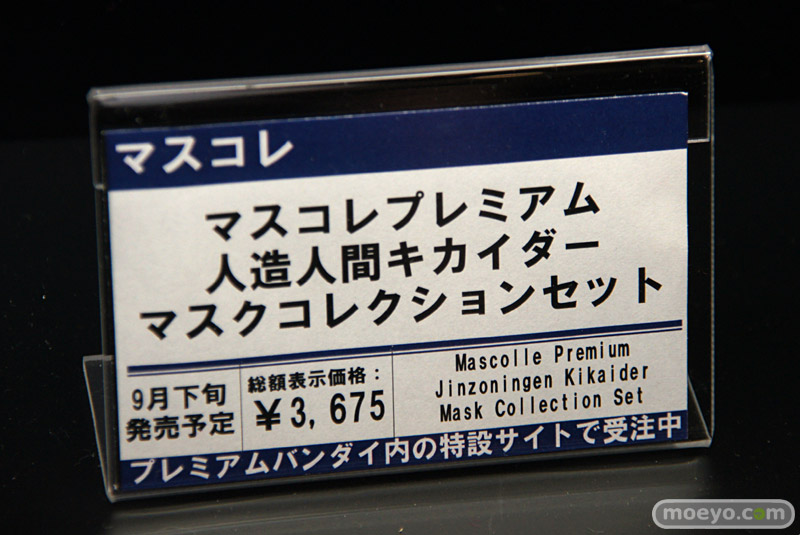 マスコレ
マスコレプレミアム
人造人間キカイダー
マスクコレクションセット
9月下旬
発売予定
総額表示価格：
￥3,675
Mascolle Premium
Jinzoningen Kikaider
Mask Collection Set
プレミアムバンダイ内の特設サイトで受注中
moeyo.com